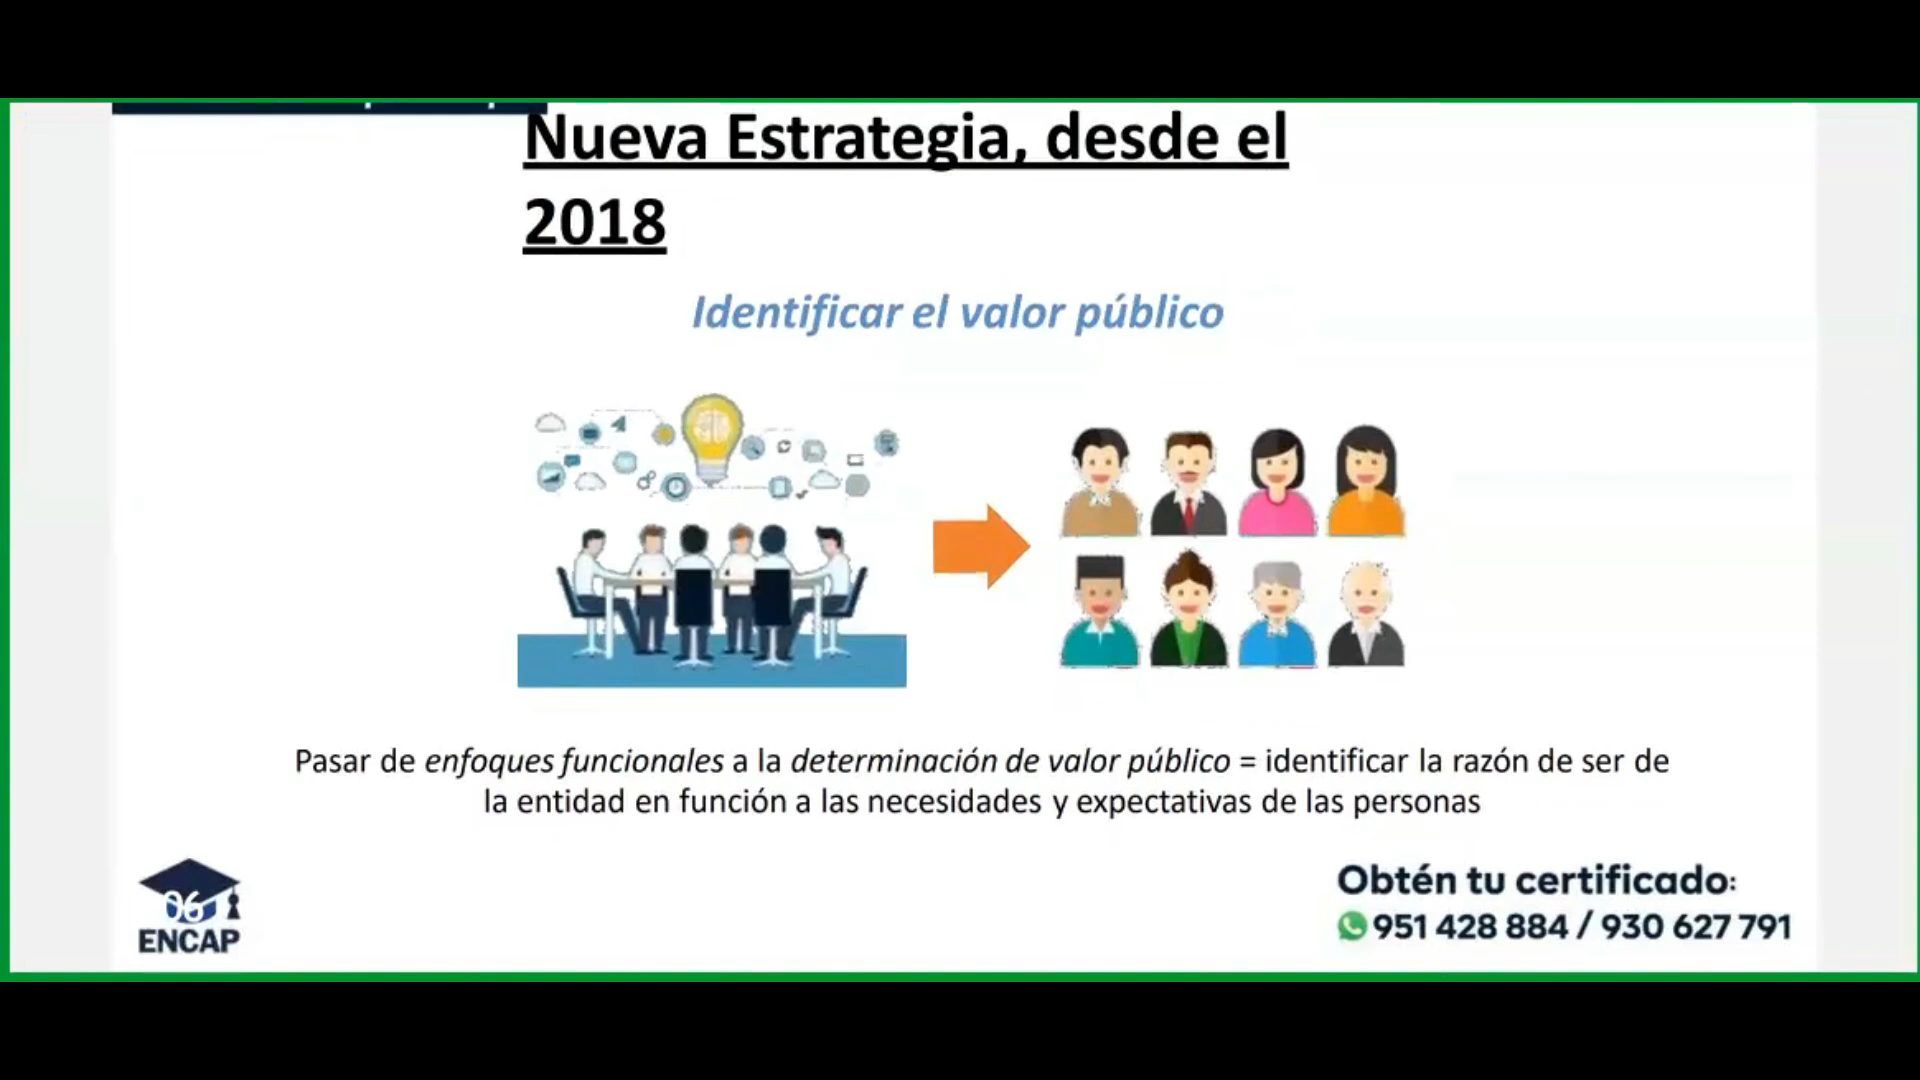 Nueva Estrategia, desde el
2018
Identificar el valor público
Pasar de enfoques funcionales a la determinación de valor público = identificar la razón de ser de
la entidad en función a las necesidades y expectativas de las personas
06
ENCAP
Obtén tu certificado:
951 428 884 / 930 627 791